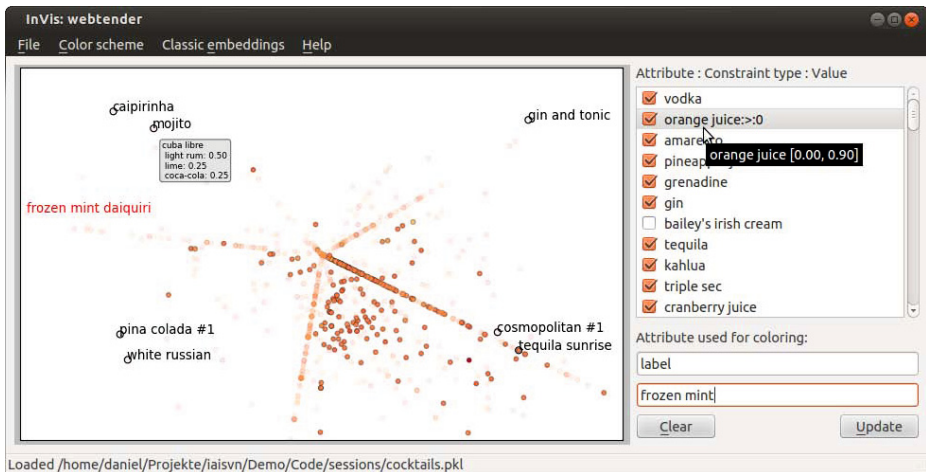 InVis: webtender
File Color scheme Classic embeddings Help
caipirinha
mojito
gin and tonic
cuba libre
light rum: 0.50
lime: 0.25
coca-cola: 0.25
frozen mint daiquiri
pina colada #1
white russian
cosmopolitan #1
tequila sunrise
Attribute : Constraint type : Value
vodka
orange juice:>:0
orange juice [0.00, 0.90]
grenadine
gin
bailey's irish cream
tequila
kahlua
triple sec
cranberry juice
Attribute used for coloring:
label
frozen mint
Clear Update
Loaded /home/daniel/Projekte/iaisvn/Demo/Code/sessions/cocktails.pkl